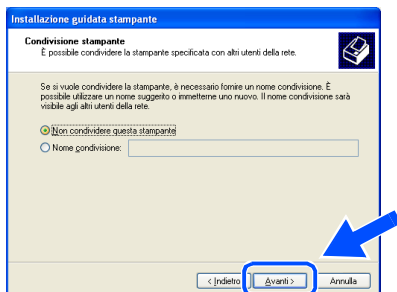 Installazione guidata stampante
Condivisione stampante
È possibile condividere la stampante specificata con altri utenti della rete.
Se si vuole condividere la stampante, è necessario fornire un nome condivisione. È
possibile utilizzare un nome suggerito o immetterne uno nuovo. Il nome condivisione sarà
visibile agli altri utenti della rete.
Non condividere questa stampante
Nome condivisione:
< Indietro
Avanti >
Annulla